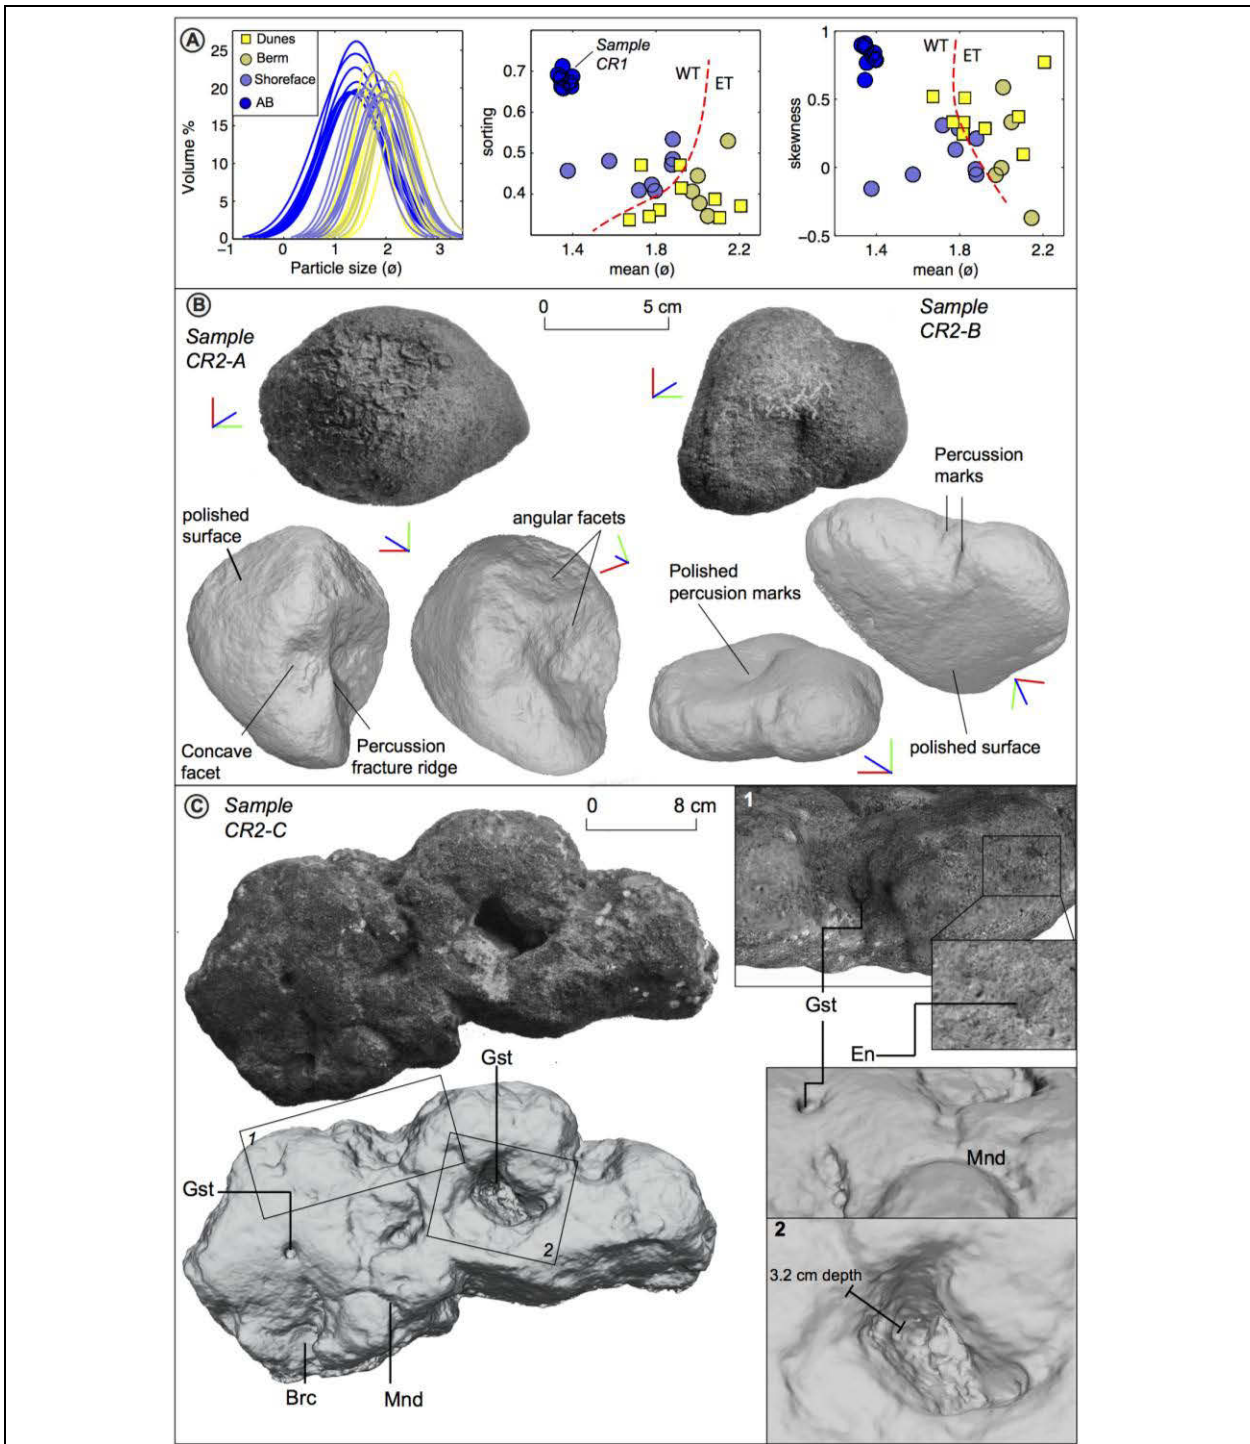 A
25
20
15
10
5
0
Volume %
Dunes
Berm
Shoreface
AB
−1
0
1
2
3
Particle size (ø)
0.7
0.6
0.5
0.4
sorting
Sample
CR1
WT
ET
1.4
1.8
2.2
mean (ø)
1
0.5
0
−0.5
skewness
WT
ET
1.4
1.8
2.2
mean (ø)
B
Sample
CR2-A
0
5 cm
Sample
CR2-B
polished
surface
angular facets
Percussion
marks
Polished
percusion marks
Concave
facet
Percussion
fracture ridge
polished surface
C
Sample
CR2-C
0
8 cm
1
Gst
En
Gst
1
Gst
2
Brc
Mnd
Mnd
2
3.2 cm depth